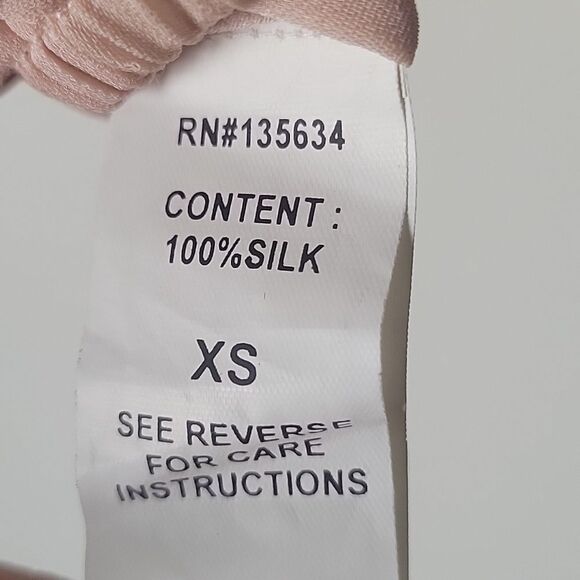 RN#135634
CONTENT :
100%SILK
XS
SEE REVERSE
FOR CARE
INSTRUCTIONS